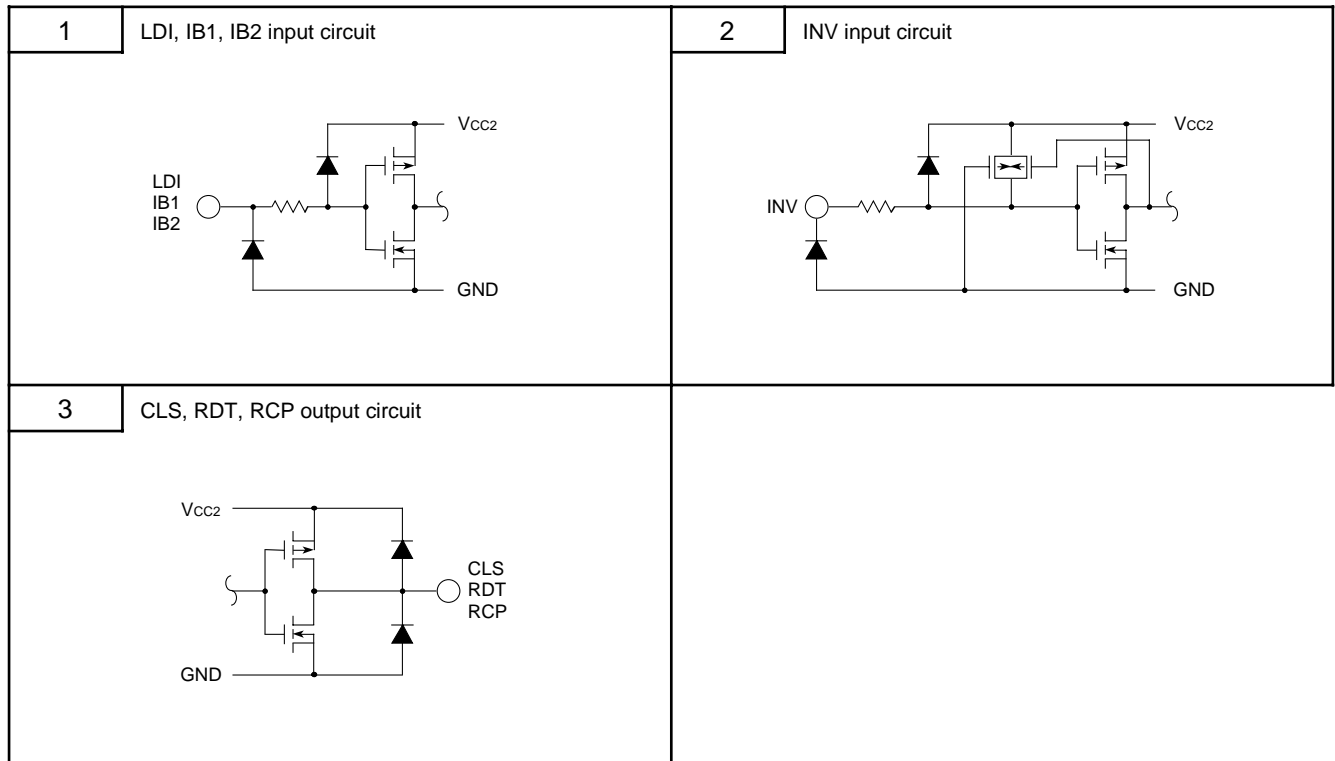 1
LDI, IB1, IB2 input circuit
VCC2
LDI
IB1
IB2
GND
2
INV input circuit
VCC2
INV
GND
3
CLS, RDT, RCP output circuit
VCC2
CLS
RDT
RCP
GND